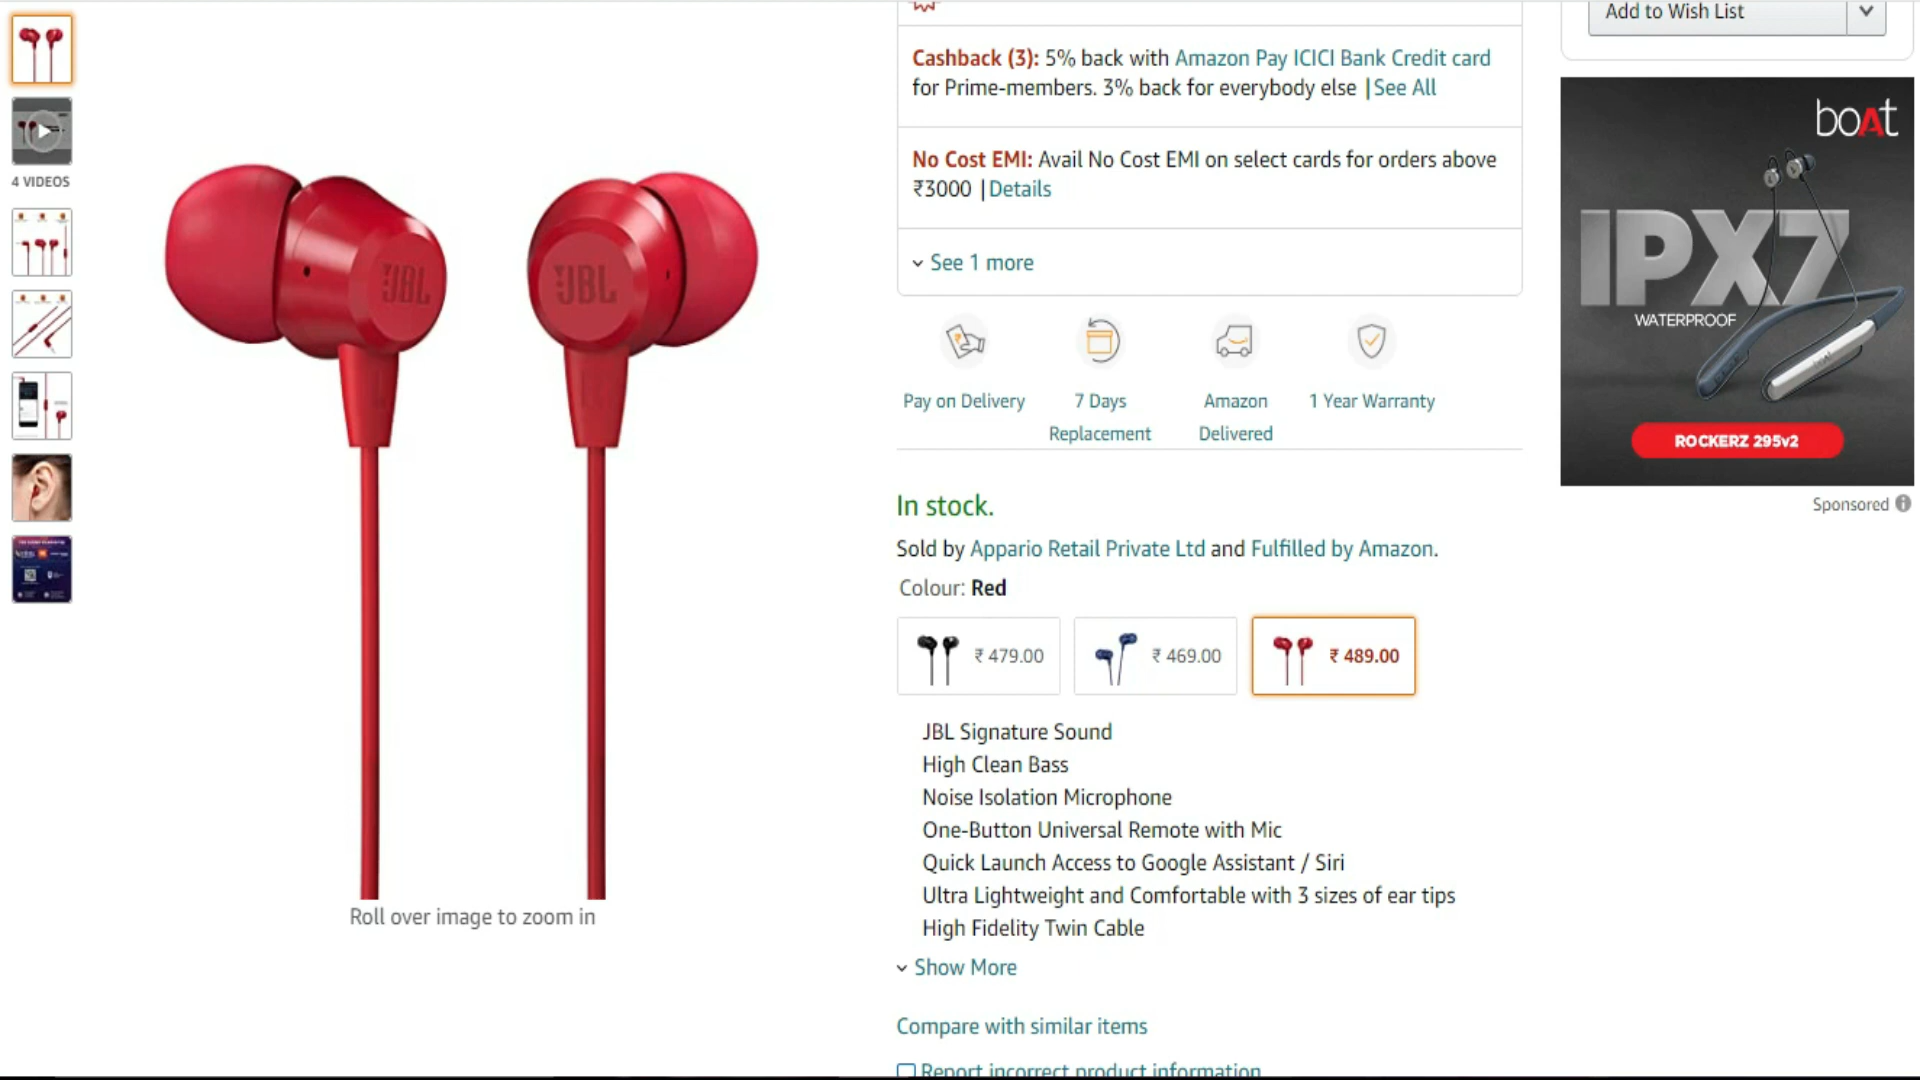 4 VIDEOS
JBL
JBL
Roll over image to zoom in
Cashback (3): 5% back with Amazon Pay ICICI Bank Credit card
for Prime-members. 3% back for everybody else | See All
No Cost EMI: Avail No Cost EMI on select cards for orders above
₹3000 | Details
See 1 more
Pay on Delivery
7 Days
Replacement
Amazon
Delivered
1 Year Warranty
In stock.
Sold by Appario Retail Private Ltd and Fulfilled by Amazon.
Colour: Red
₹ 479.00
₹ 469.00
₹ 489.00
JBL Signature Sound
High Clean Bass
Noise Isolation Microphone
One-Button Universal Remote with Mic
Quick Launch Access to Google Assistant / Siri
Ultra Lightweight and Comfortable with 3 sizes of ear tips
High Fidelity Twin Cable
Show More
Compare with similar items
Report incorrect product information
Add to Wish List
boAt
IPX7
WATERPROOF
boAt
ROCKERZ 295v2
Sponsored